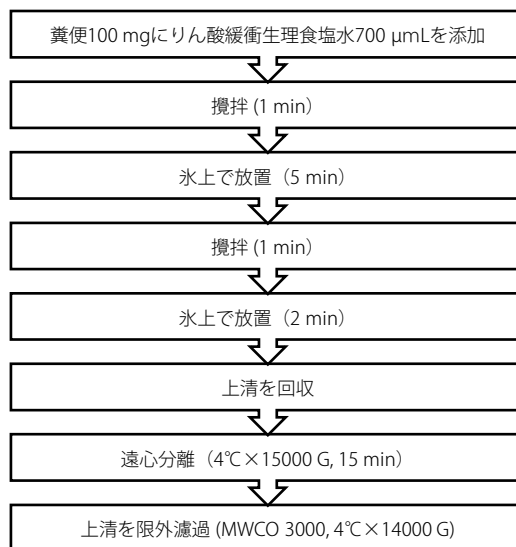 糞便100 mgにりん酸緩衝生理食塩水700 μmLを添加
攪拌 (1 min）
氷上で放置（5 min）
攪拌 (1 min）
氷上で放置（2 min）
上清を回収
遠心分離（4℃×15000 G, 15 min）
上清を限外濾過 (MWCO 3000, 4℃×14000 G)